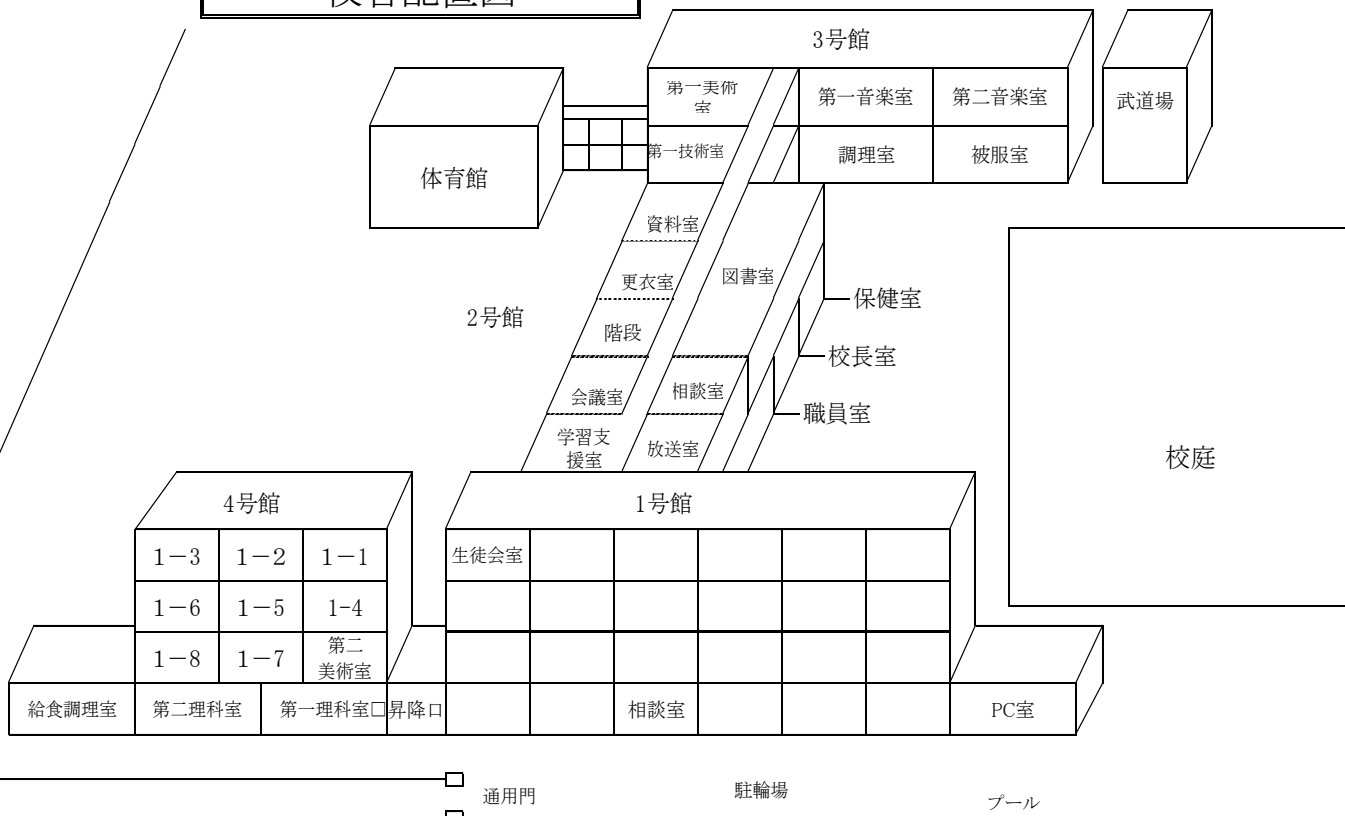 校舎配置図
3号館
第一美術
室
第一音楽室
第二音楽室
武道場
第一技術室
調理室
被服室
体育館
資料室
更衣室
図書室
保健室
2号館
階段
校長室
会議室
相談室
職員室
学習支
援室
放送室
校庭
4号館
1号館
1－3
1－2
1－1
生徒会室
1－6
1－5
1-4
1－8
1－7
第二
美術室
給食調理室
第二理科室
第一理科室□
昇降口
相談室
PC室
通用門
駐輪場
プール